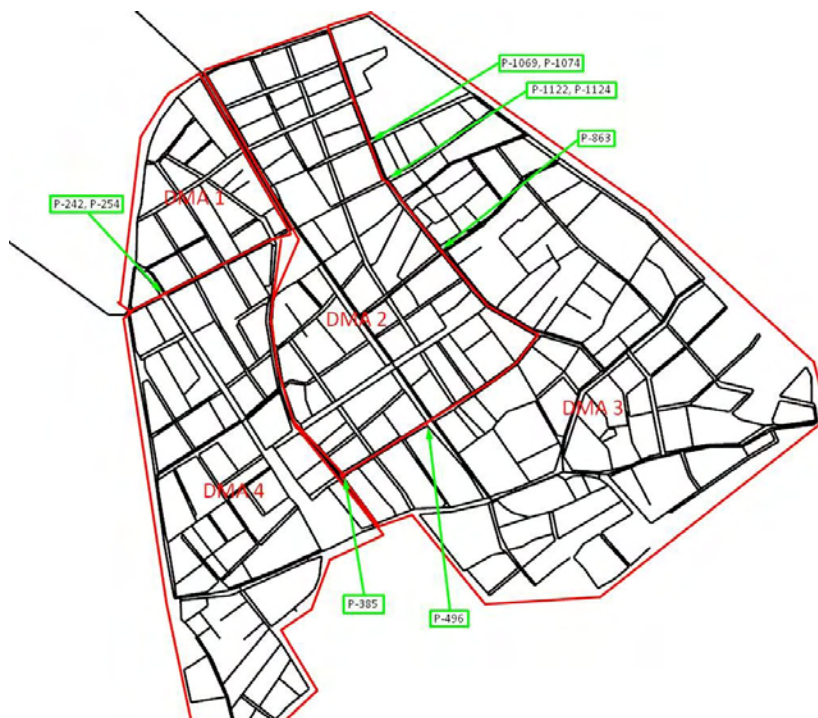 P-1069, P-1074
P-1122, P-1124
P-863
DMA 1
P-242, P-254
DMA 2
DMA 3
DMA 4
P-385
P-496